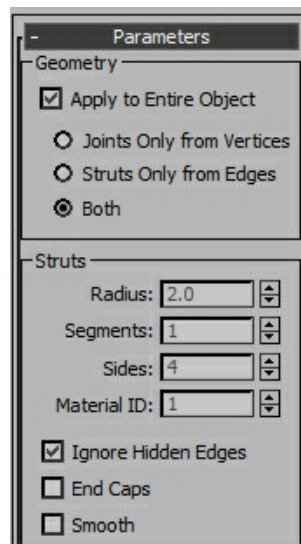 - Parameters
Geometry
Apply to Entire Object
Joints Only from Vertices
Struts Only from Edges
Both
Struts
Radius: 2.0
Segments: 1
Sides: 4
Material ID: 1
Ignore Hidden Edges
End Caps
Smooth